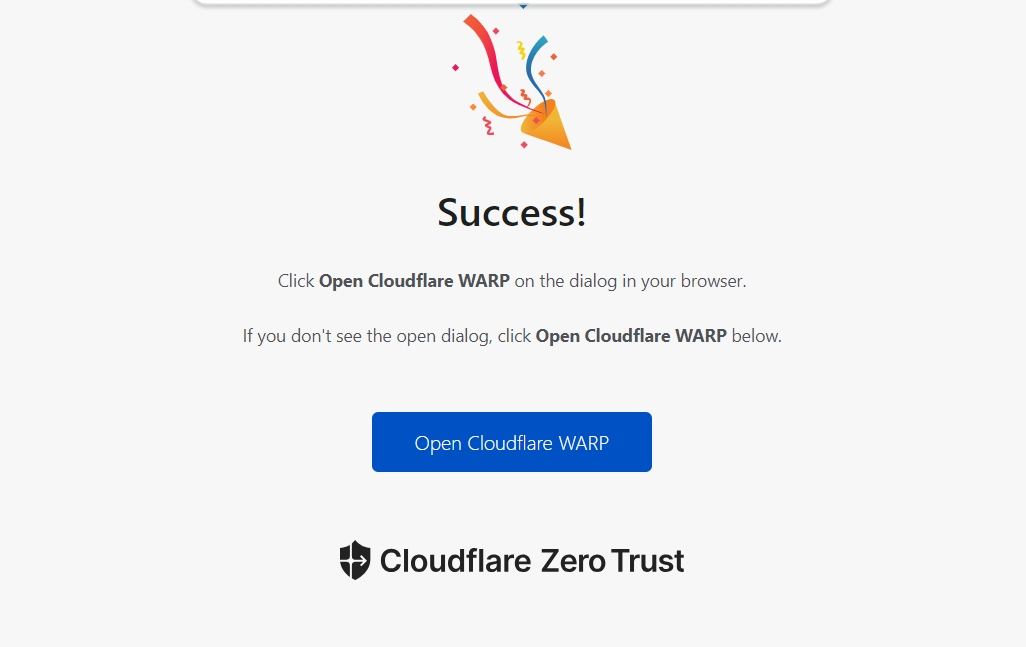 Success!
Click Open Cloudflare WARP on the dialog in your browser.
If you don't see the open dialog, click Open Cloudflare WARP below.
Open Cloudflare WARP
Cloudflare Zero Trust